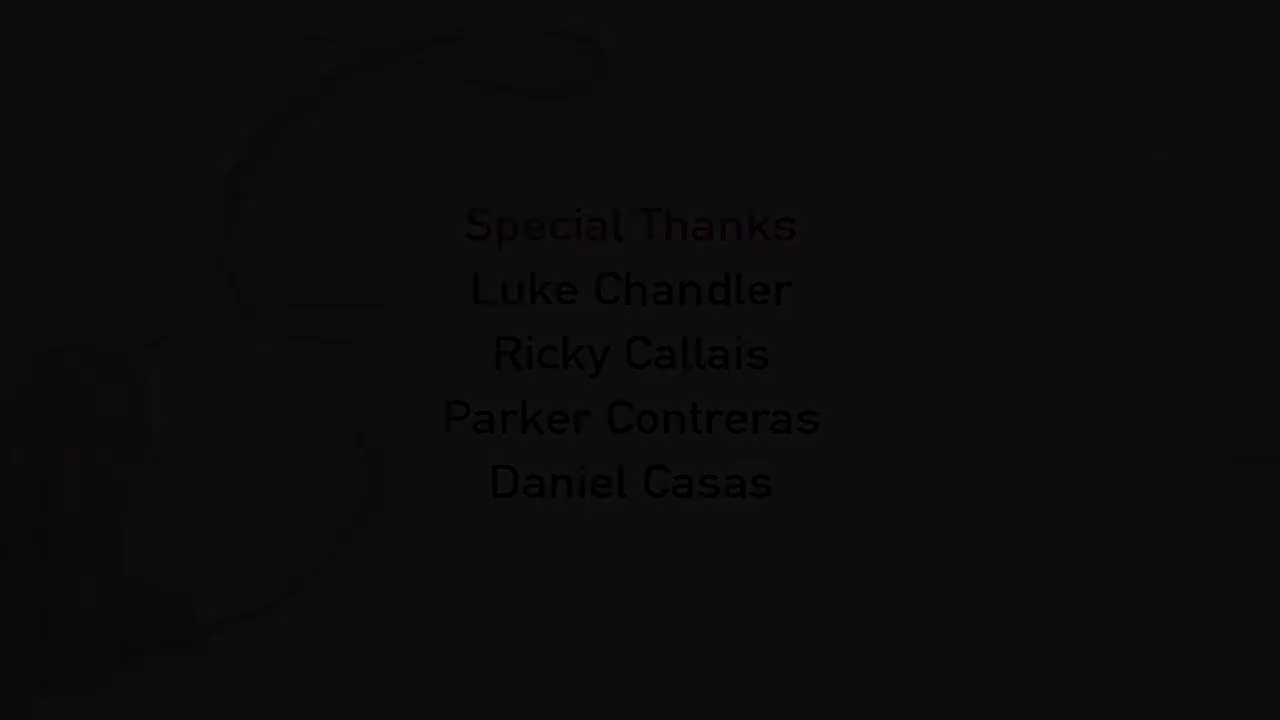 Special Thanks
Luke Chandler
Ricky Callais
Parker Contreras
Daniel Casas